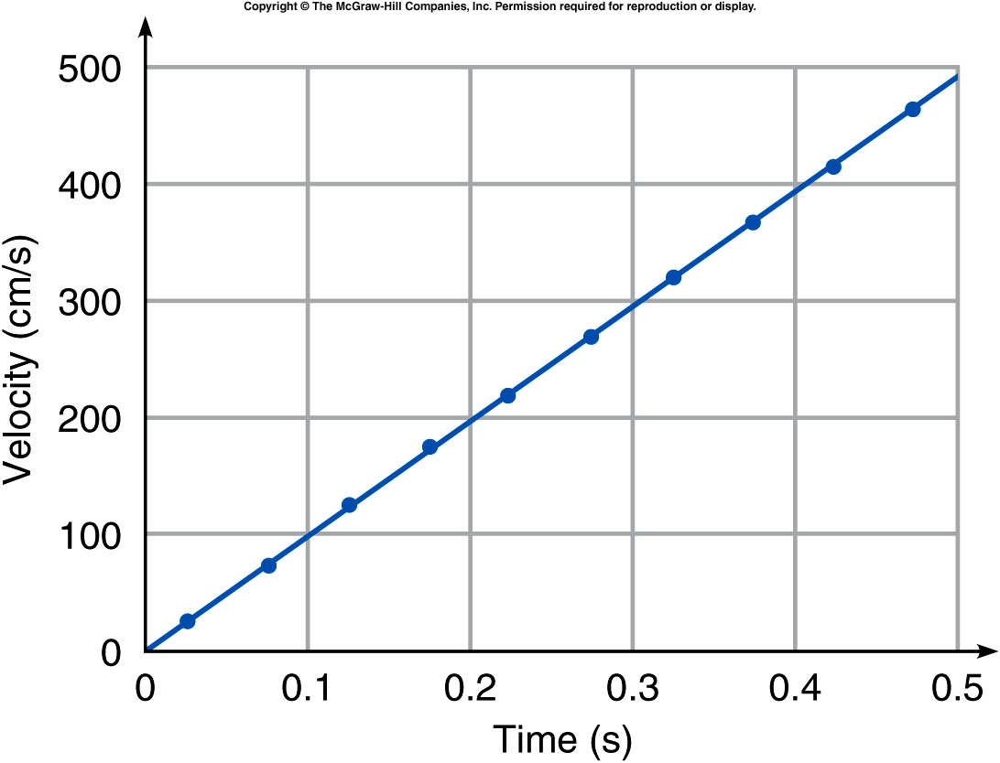 Copyright © The McGraw-Hill Companies, Inc. Permission required for reproduction or display.
500
400
300
200
100
0
Velocity (cm/s)
0 0.1 0.2 0.3 0.4 0.5
Time (s)